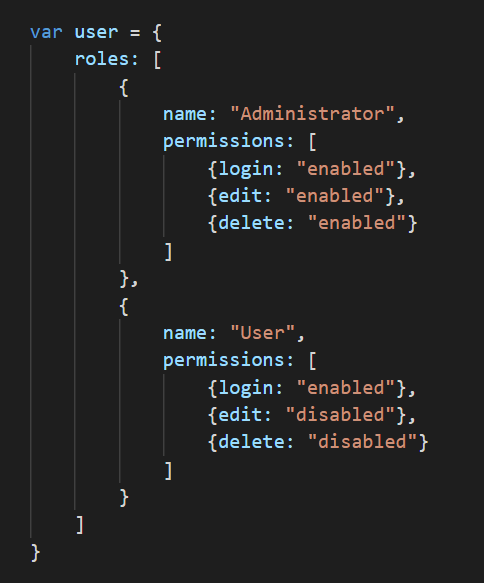 var user = {
    roles: [
        {
            name: "Administrator",
            permissions: [
                {login: "enabled"},
                {edit: "enabled"},
                {delete: "enabled"}
            ]
        },
        {
            name: "User",
            permissions: [
                {login: "enabled"},
                {edit: "disabled"},
                {delete: "disabled"}
            ]
        }
    ]
}